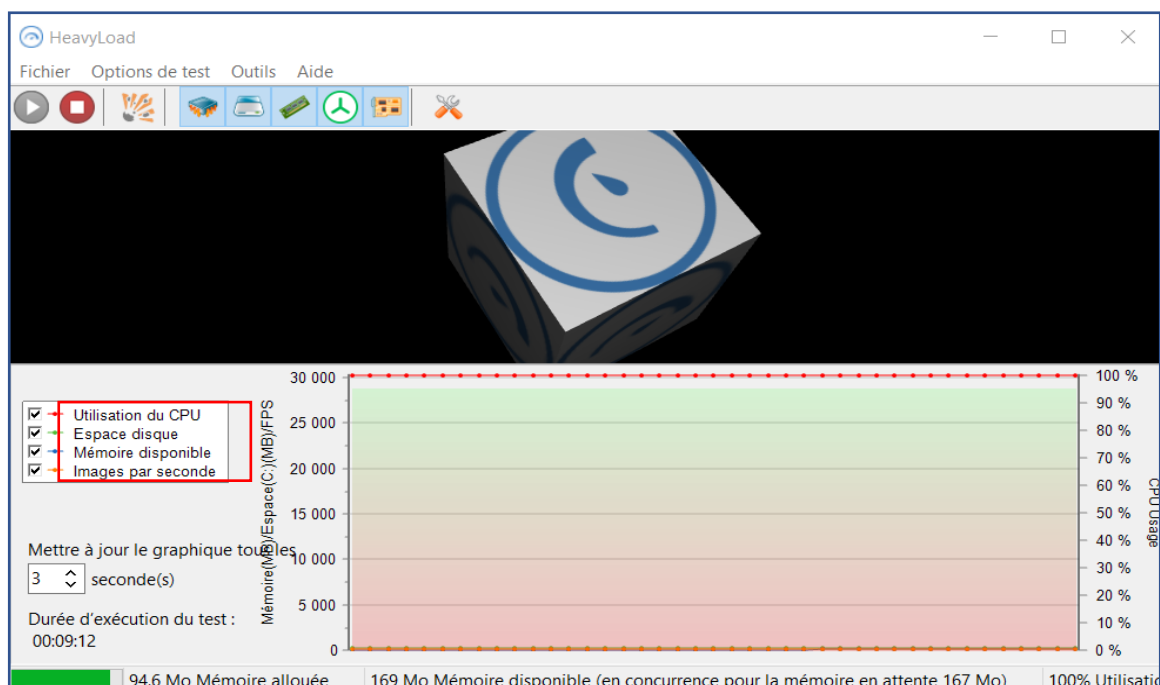 HeavyLoad
Fichier Options de test Outils Aide
30 000
25 000
20 000
15 000
10 000
5 000
0
Mémoire(MB)/Espace(C:)(MB)/FPS
100 %
90 %
80 %
70 %
60 %
50 %
40 %
30 %
20 %
10 %
0 %
CPU Usage
Utilisation du CPU
Espace disque
Mémoire disponible
Images par seconde
Mettre à jour le graphique tou les
3 seconde(s)
Durée d'exécution du test :
00:09:12
94,6 Mo Mémoire allouée
169 Mo Mémoire disponible (en concurrence pour la mémoire en attente 167 Mo)
100% Utilisatio